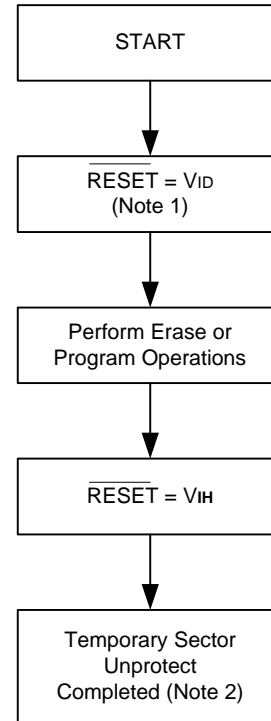 START
RESET = VID
(Note 1)
Perform Erase or
Program Operations
RESET = VIH
Temporary Sector
Unprotect
Completed (Note 2)